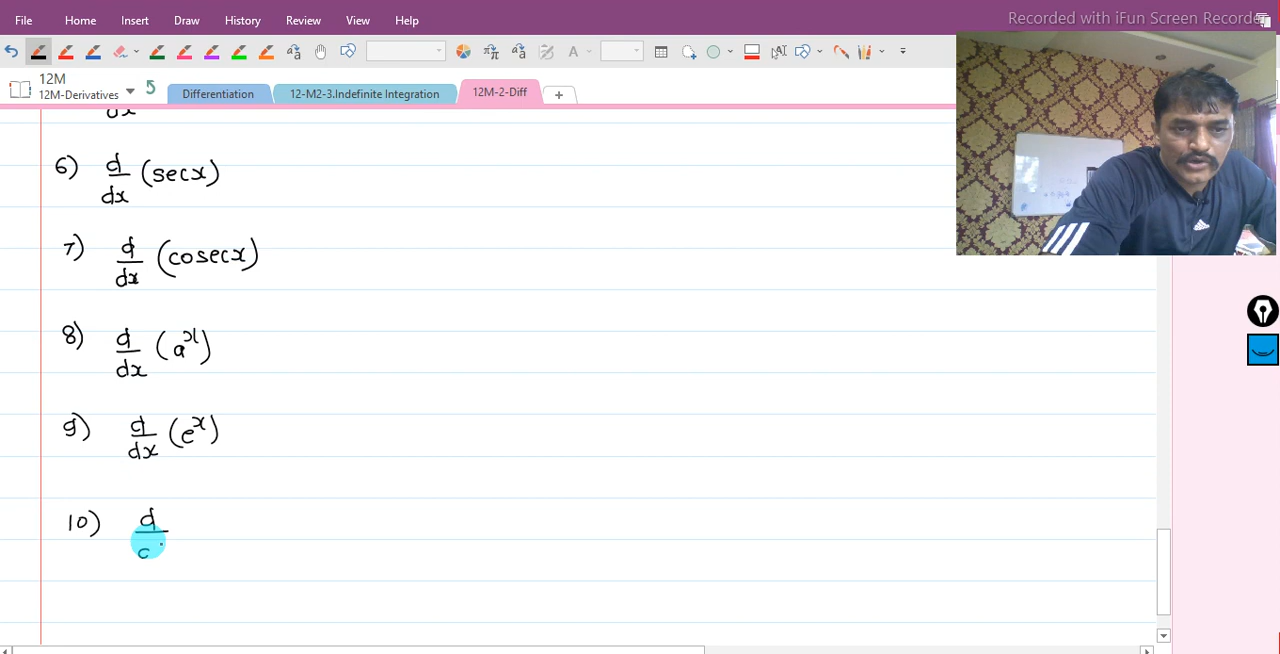 Recorded with iFun Screen Recorder
File Home Insert Draw History Review View Help
12M
12M-Derivatives
Differentiation 12-M2-3.Indefinite Integration 12M-2-Diff
dx
6) d/dx (secx)
7) d/dx (cosecx)
8) d/dx (a^x)
9) d/dx (e^x)
10) d